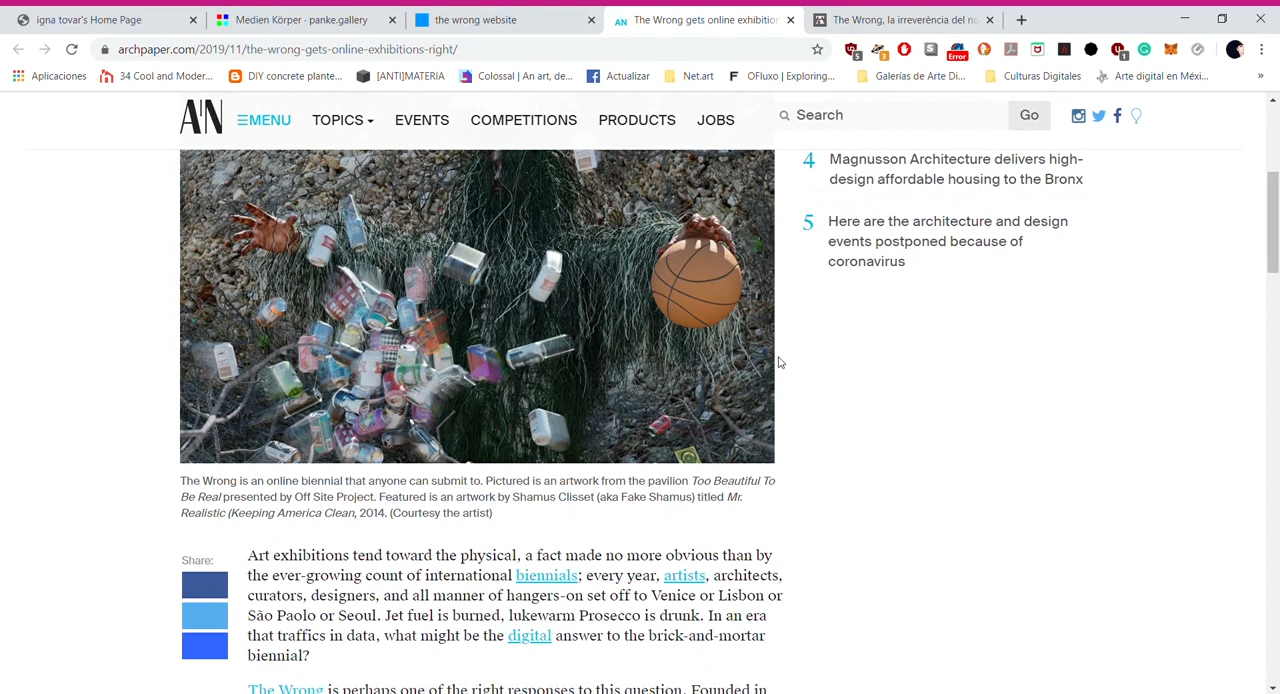 igna tovar's Home Page
Medien Körper - panke.gallery
the wrong website
The Wrong gets online exhibition
The Wrong, la irreverència del no
archpaper.com/2019/11/the-wrong-gets-online-exhibitions-right/
Aplicaciones
34 Cool and Moder...
DIY concrete plante...
[ANTI]MATERIA
Colossal | An art, de...
Actualizar
Net.art
OFluxo | Exploring...
Galerías de Arte Di...
Culturas Digitales
Arte digital en Méxi...
»
A'N
MENU
TOPICS
EVENTS
COMPETITIONS
PRODUCTS
JOBS
Search
Go
4 Magnusson Architecture delivers high-
design affordable housing to the Bronx
5 Here are the architecture and design
events postponed because of
coronavirus
The Wrong is an online biennial that anyone can submit to. Pictured is an artwork from the pavilion Too Beautiful To
Be Real presented by Off Site Project. Featured is an artwork by Shamus Clisset (aka Fake Shamus) titled Mr.
Realistic (Keeping America Clean, 2014. (Courtesy the artist)
Share:
Art exhibitions tend toward the physical, a fact made no more obvious than by
the ever-growing count of international biennials; every year, artists, architects,
curators, designers, and all manner of hangers-on set off to Venice or Lisbon or
São Paolo or Seoul. Jet fuel is burned, lukewarm Prosecco is drunk. In an era
that traffics in data, what might be the digital answer to the brick-and-mortar
biennial?
The Wrong is perhaps one of the right responses to this question. Founded in